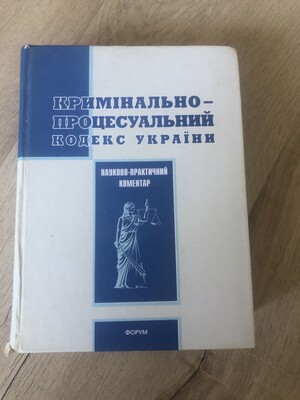 КРИМІНАЛЬНО–
ПРОЦЕСУАЛЬНИЙ
КОДЕКС УКРАЇНИ
НАУКОВО-ПРАКТИЧНИЙ
КОМЕНТАР
ФОРУМ